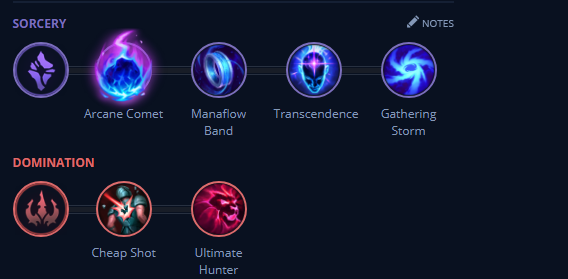 SORCERY
NOTES
Arcane Comet
Manaflow
Band
Transcendence
Gathering
Storm
DOMINATION
Cheap Shot
Ultimate
Hunter